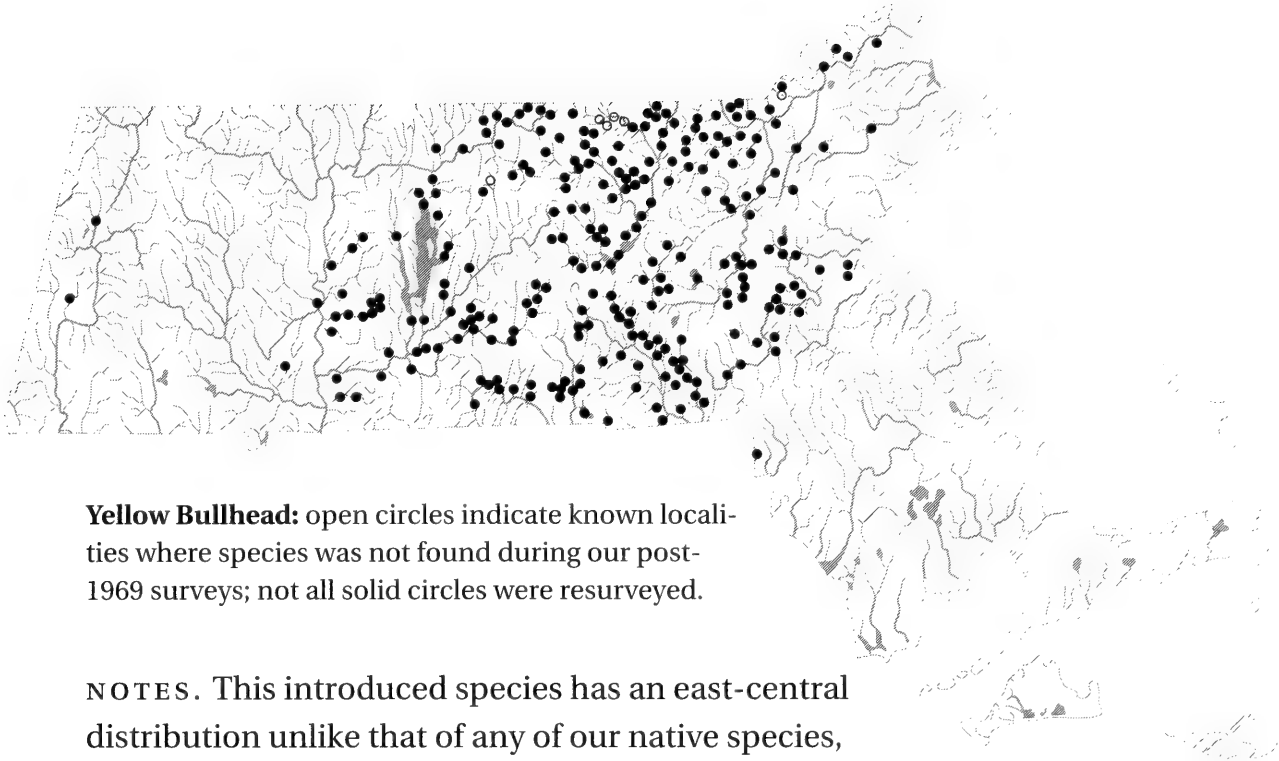 Yellow Bullhead: open circles indicate known locali-
ties where species was not found during our post-
1969 surveys; not all solid circles were resurveyed.
NOTES. This introduced species has an east-central
distribution unlike that of any of our native species,